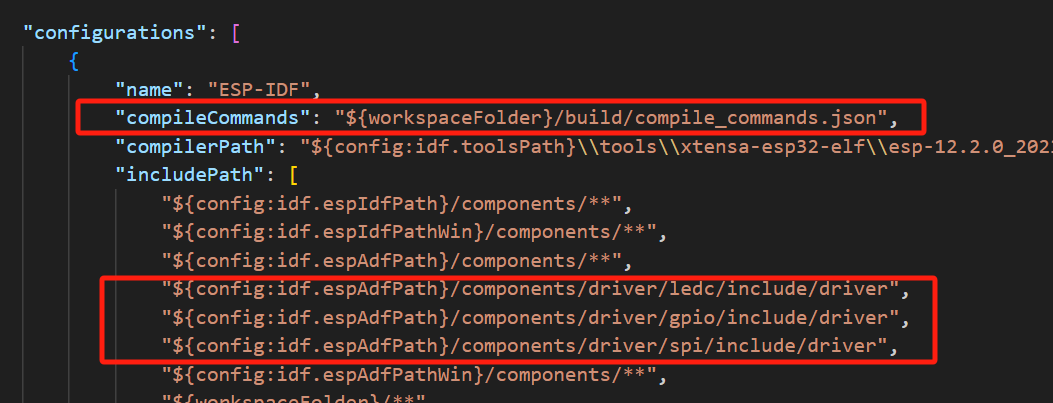 "configurations": [
{
"name": "ESP-IDF",
"compileCommands": "${workspaceFolder}/build/compile_commands.json",
"compilerPath": "${config:idf.toolsPath}\\tools\\xtensa-esp32-elf\\esp-12.2.0_202
"includePath": [
"${config:idf.espIdfPath}/components/**",
"${config:idf.espIdfPathWin}/components/**",
"${config:idf.espAdfPath}/components/**",
"${config:idf.espAdfPath}/components/driver/ledc/include/driver",
"${config:idf.espAdfPath}/components/driver/gpio/include/driver",
"${config:idf.espAdfPath}/components/driver/spi/include/driver",
"${config:idf.espAdfPathWin}/components/**",
"${workspaceFolder}/**"